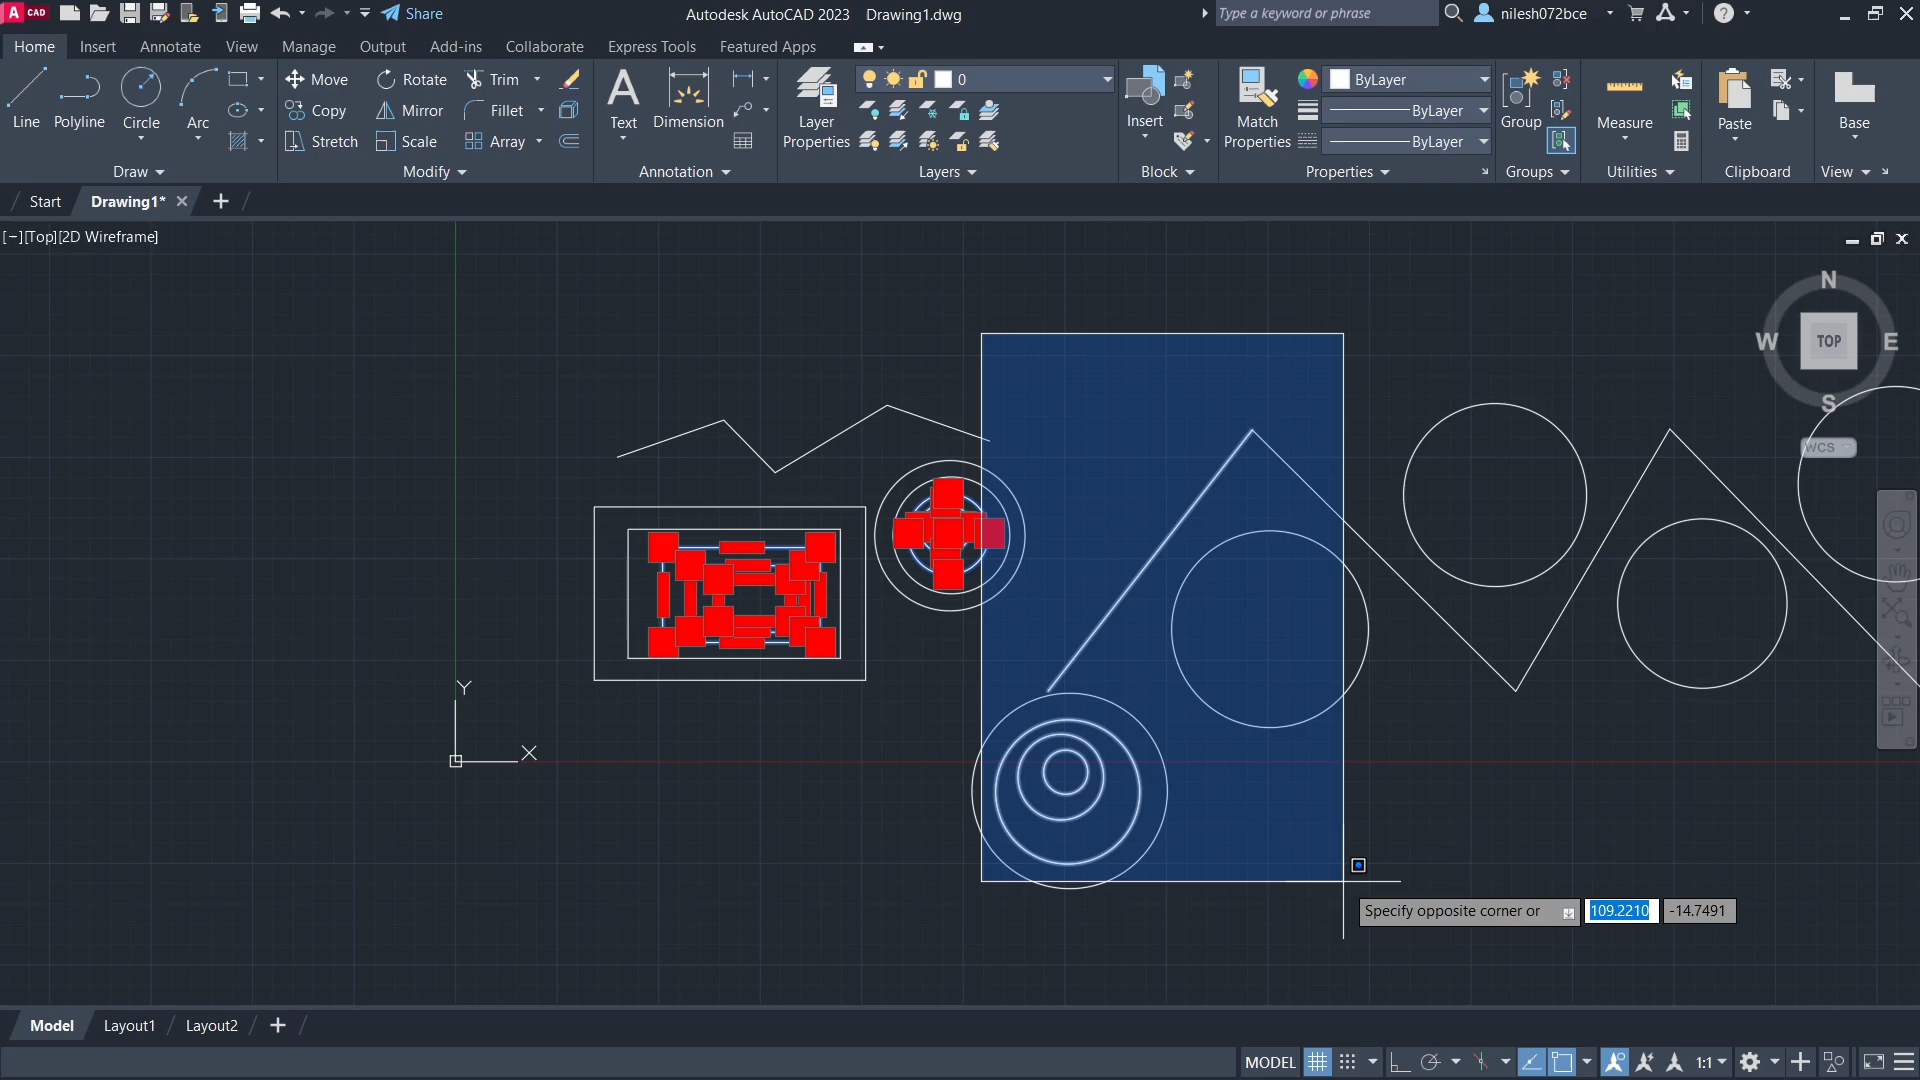 A CAD
Share
Autodesk AutoCAD 2023 Drawing1.dwg
Type a keyword or phrase
nilesh072bce
Home Insert Annotate View Manage Output Add-ins Collaborate Express Tools Featured Apps
Line Polyline Circle Arc
Draw
Move Rotate Trim
Copy Mirror Fillet
Stretch Scale Array
Modify
Text Dimension
Annotation
Layer Properties
0
Layers
Insert
Block
Match Properties
ByLayer
ByLayer
ByLayer
Properties
Group
Groups
Measure
Utilities
Paste
Clipboard
Base
View
Start Drawing1*
[−][Top][2D Wireframe]
N
W TOP E
S
WCS
Y
X
Specify opposite corner or 109.2210 -14.7491
Model Layout1 Layout2
MODEL 1:1